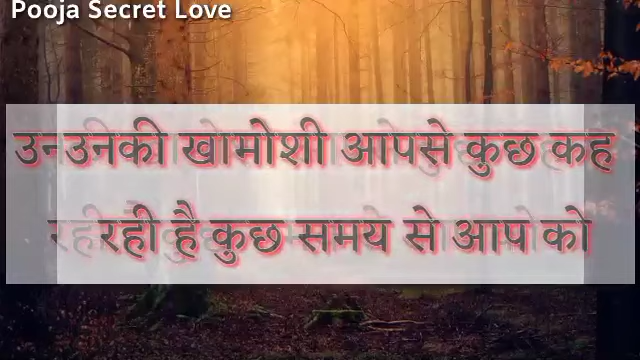 Pooja Secret Love
उनकी खामोशी आपसे कुछ कह
रही है कुछ समय से आप को